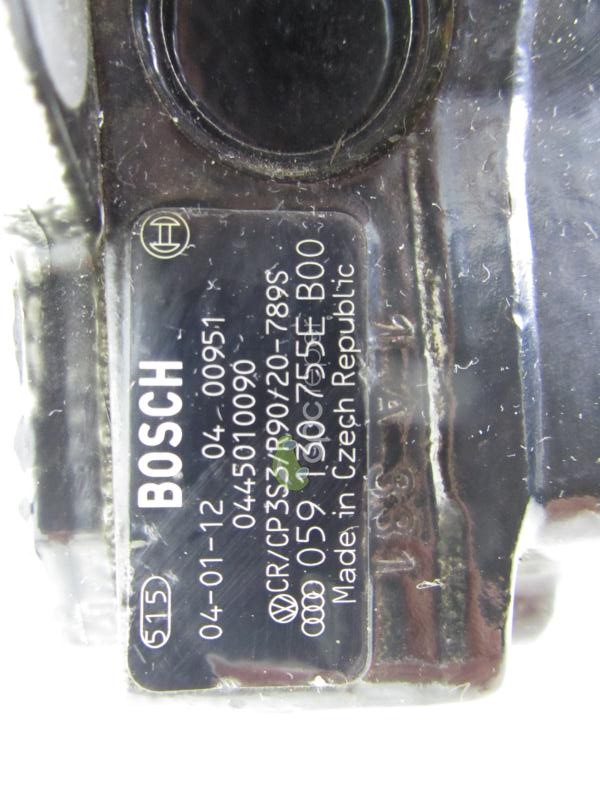 515
BOSCH
04-01-12 04 00951
0445010090
CR/CP3S3/R90/20-789S
059 130 755E B00
Made in Czech Republic